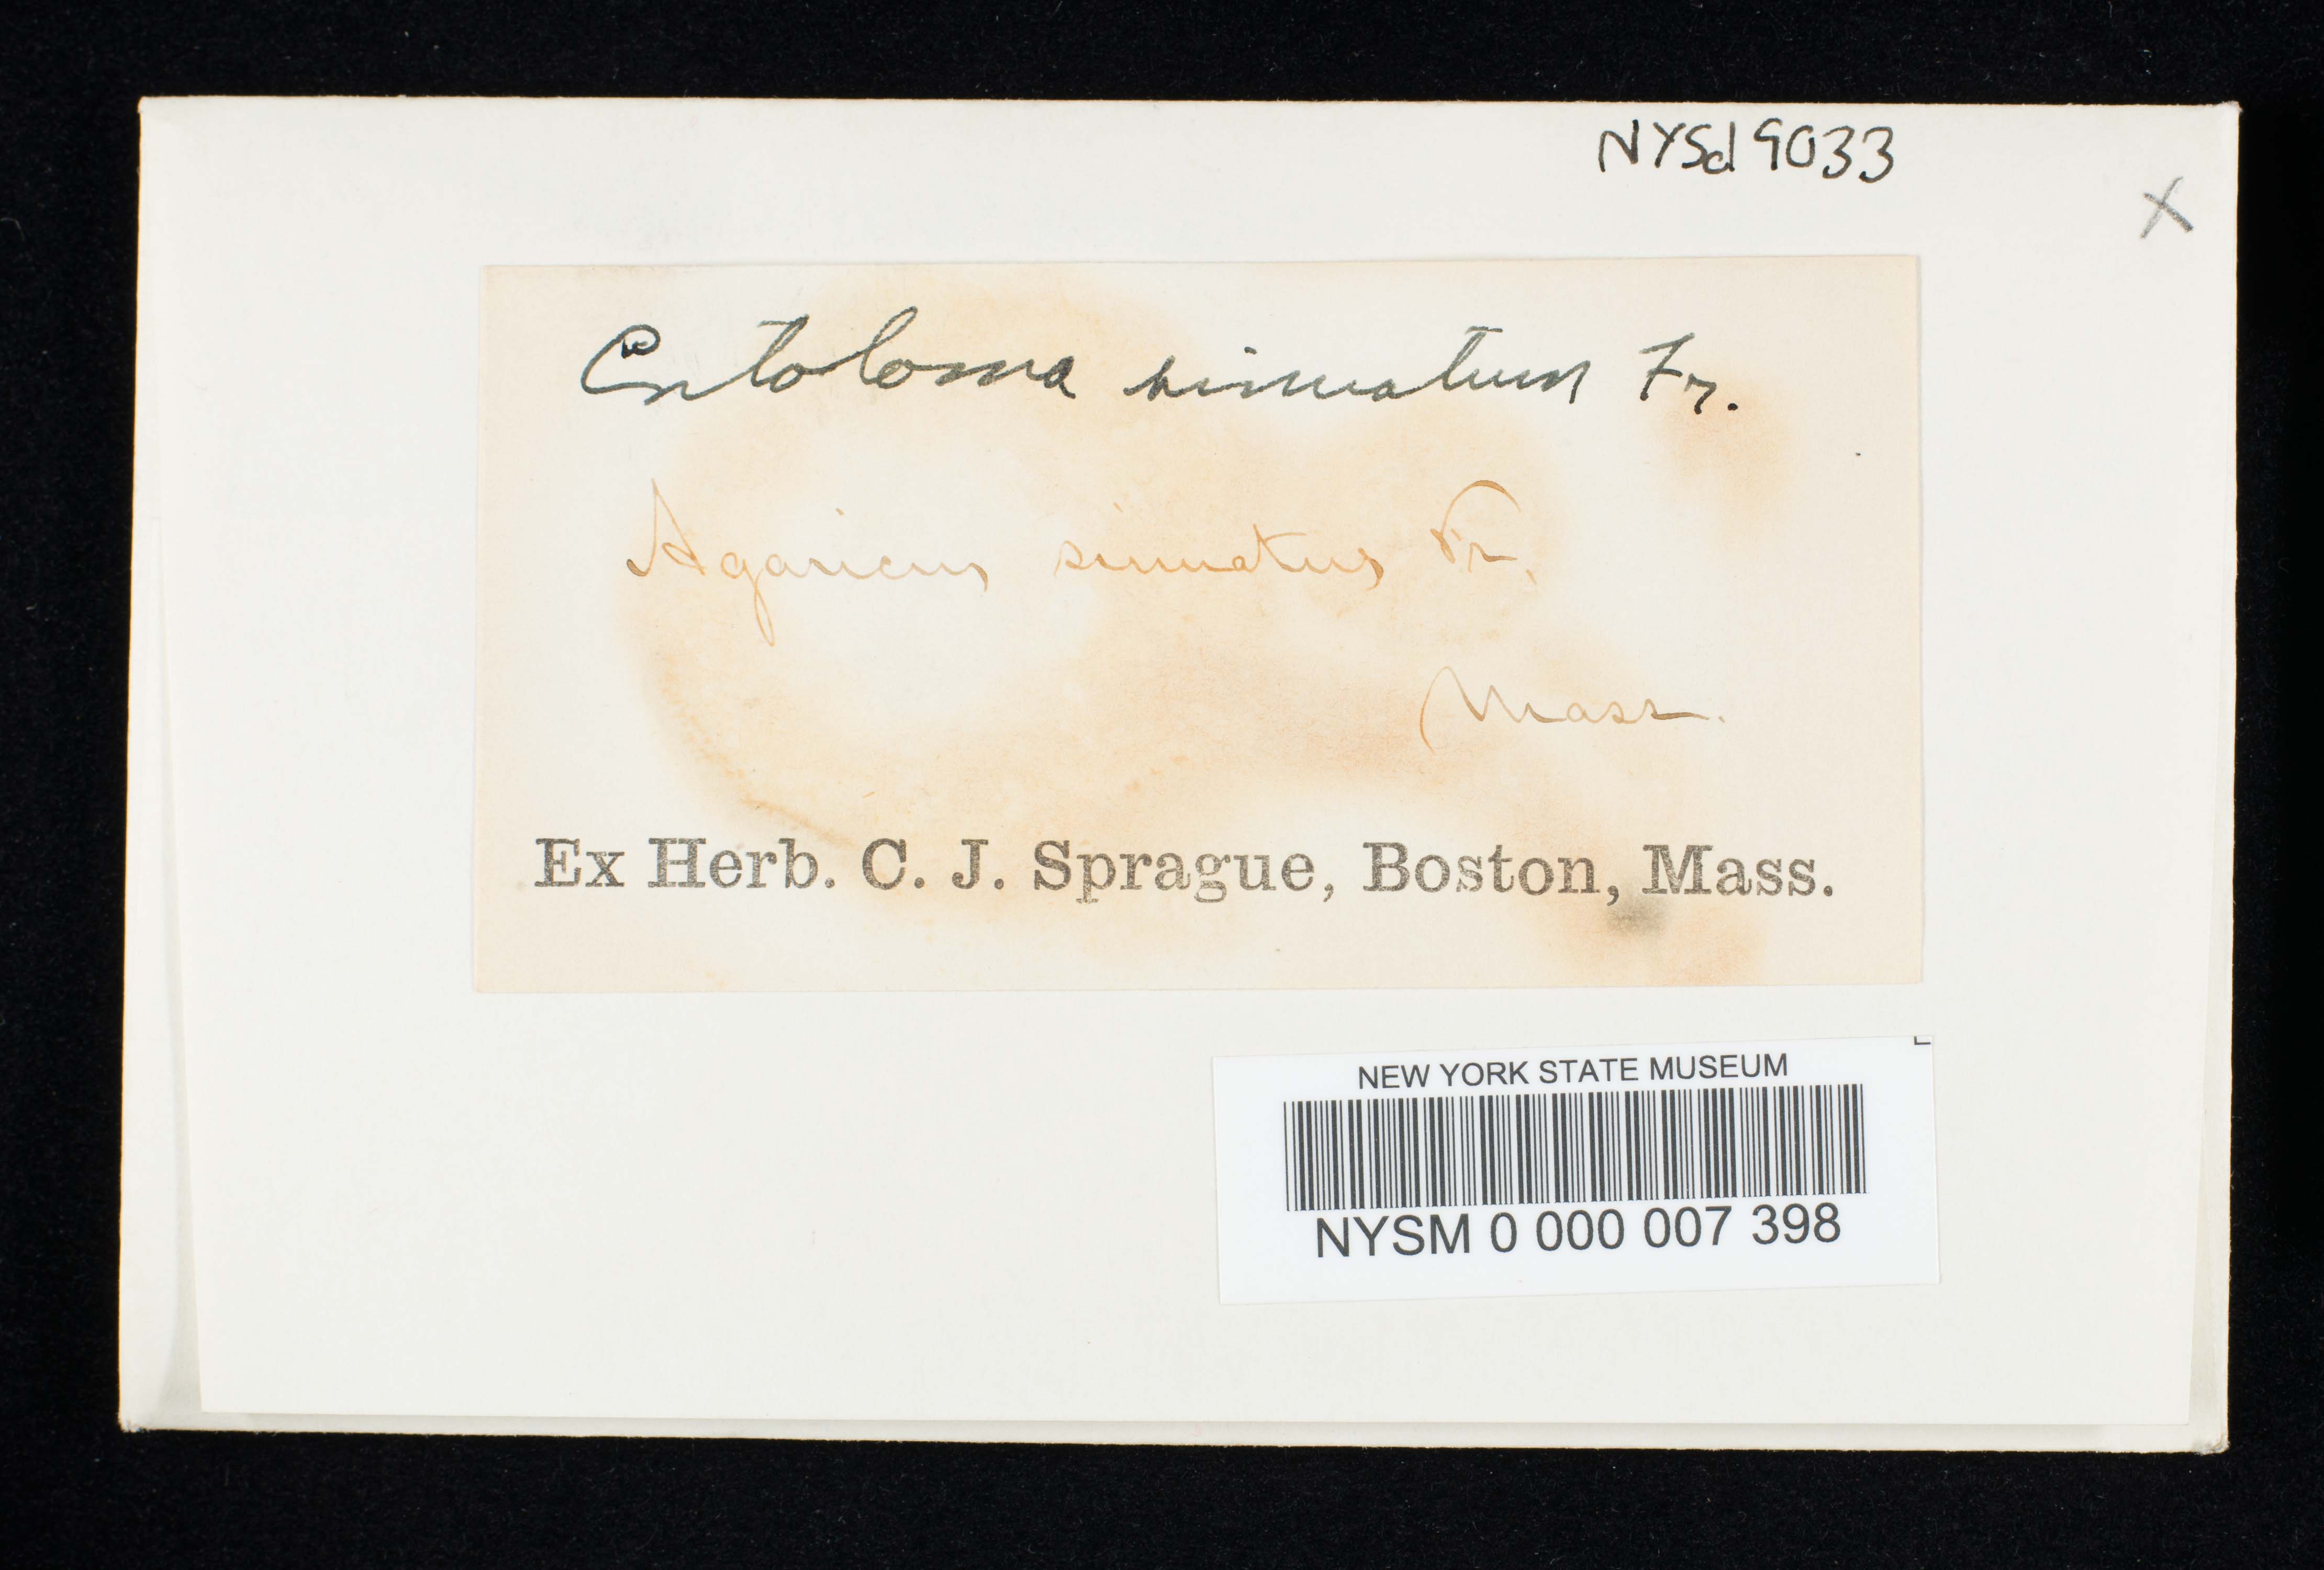 NYSd 9033
X
Entoloma sinuatum Fr.
Agaricus sinuatus Fr.
Mass.
Ex Herb. C. J. Sprague, Boston, Mass.
NEW YORK STATE MUSEUM
NYSM 0 000 007 398